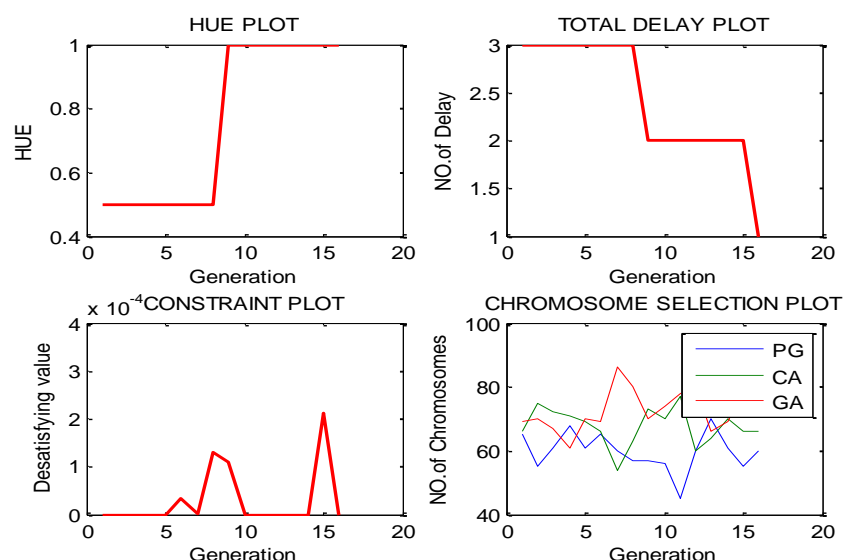 HUE PLOT
1
0.8
0.6
0.4
HUE
0 5 10 15 20
Generation
TOTAL DELAY PLOT
3
2.5
2
1.5
1
NO.of Delay
0 5 10 15 20
Generation
x 10-4 CONSTRAINT PLOT
4
3
2
1
0
Desatisfying value
0 5 10 15 20
Generation
CHROMOSOME SELECTION PLOT
100
80
60
40
NO.of Chromosomes
PG
CA
GA
0 5 10 15 20
Generation